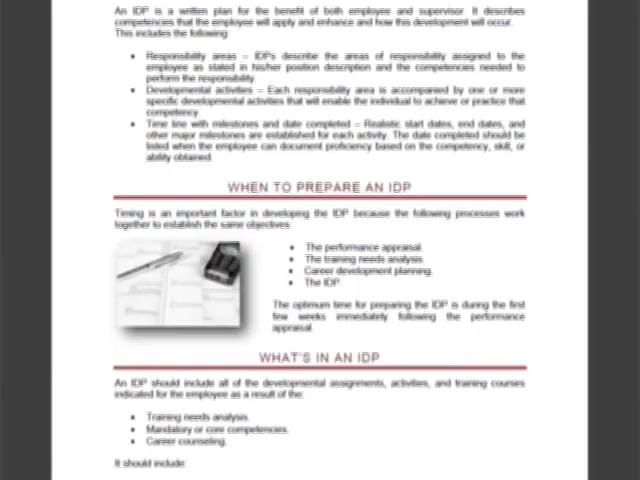 An IDP is a written plan for the benefit of both employee and supervisor. It describes
competencies that the employee will apply and enhance and how this development will occur.
This includes the following:
• Responsibility areas – IDPs describe the areas of responsibility assigned to the
employee as stated in his/her position description and the competencies needed to
perform the responsibility.
• Developmental activities – Each responsibility area is accompanied by one or more
specific developmental activities that will enable the individual to achieve or practice that
competency.
• Time line with milestones and date completed – Realistic start dates, end dates, and
other major milestones are established for each activity. The date completed should be
listed when the employee can document proficiency based on the competency, skill, or
ability obtained.
WHEN TO PREPARE AN IDP
Timing is an important factor in developing the IDP because the following processes work
together to establish the same objectives:
• The performance appraisal.
• The training needs analysis.
• Career development planning.
• The IDP.
The optimum time for preparing the IDP is during the first
few weeks immediately following the performance
appraisal.
WHAT'S IN AN IDP
An IDP should include all of the developmental assignments, activities, and training courses
indicated for the employee as a result of the:
• Training needs analysis.
• Mandatory or core competencies.
• Career counseling.
It should include: